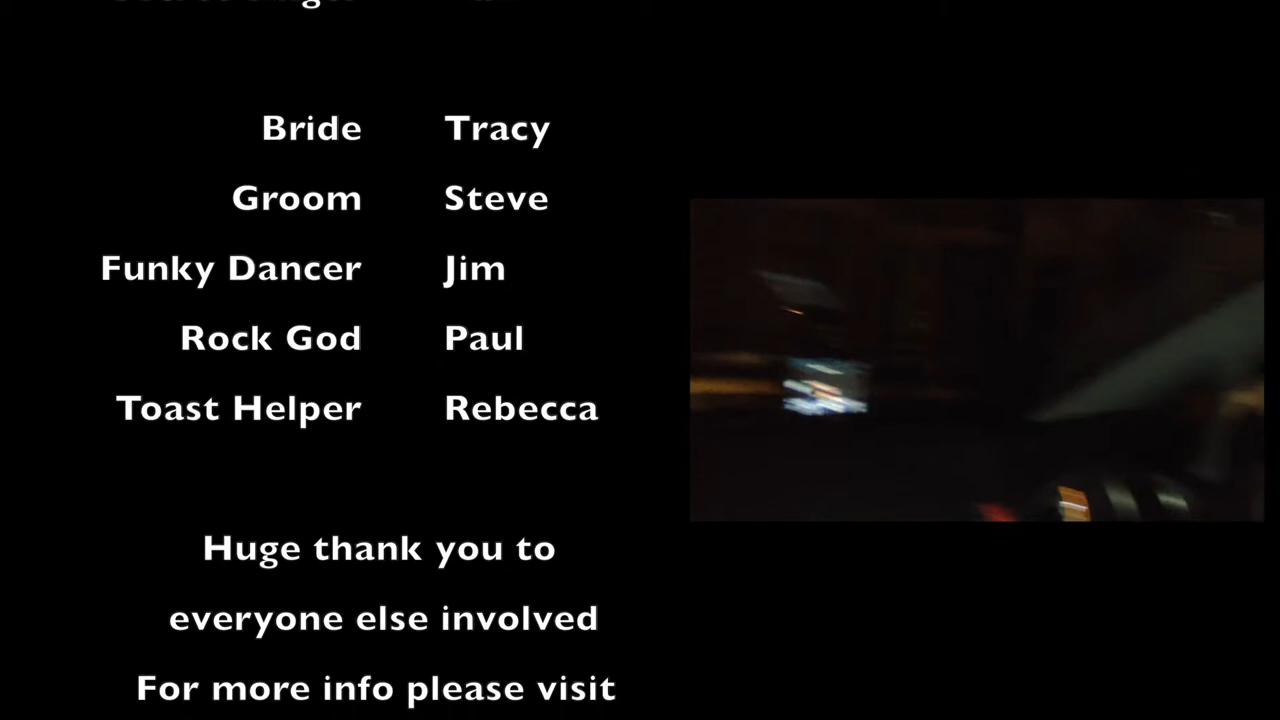 Bride Tracy
Groom Steve
Funky Dancer Jim
Rock God Paul
Toast Helper Rebecca
Huge thank you to
everyone else involved
For more info please visit